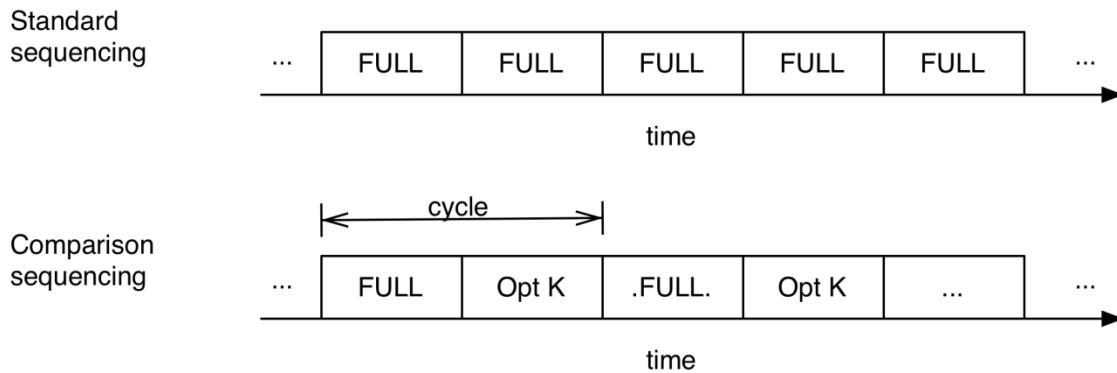 Standard
sequencing
... FULL FULL FULL FULL FULL ...
time
cycle
Comparison
sequencing
... FULL Opt K .FULL. Opt K ... ...
time